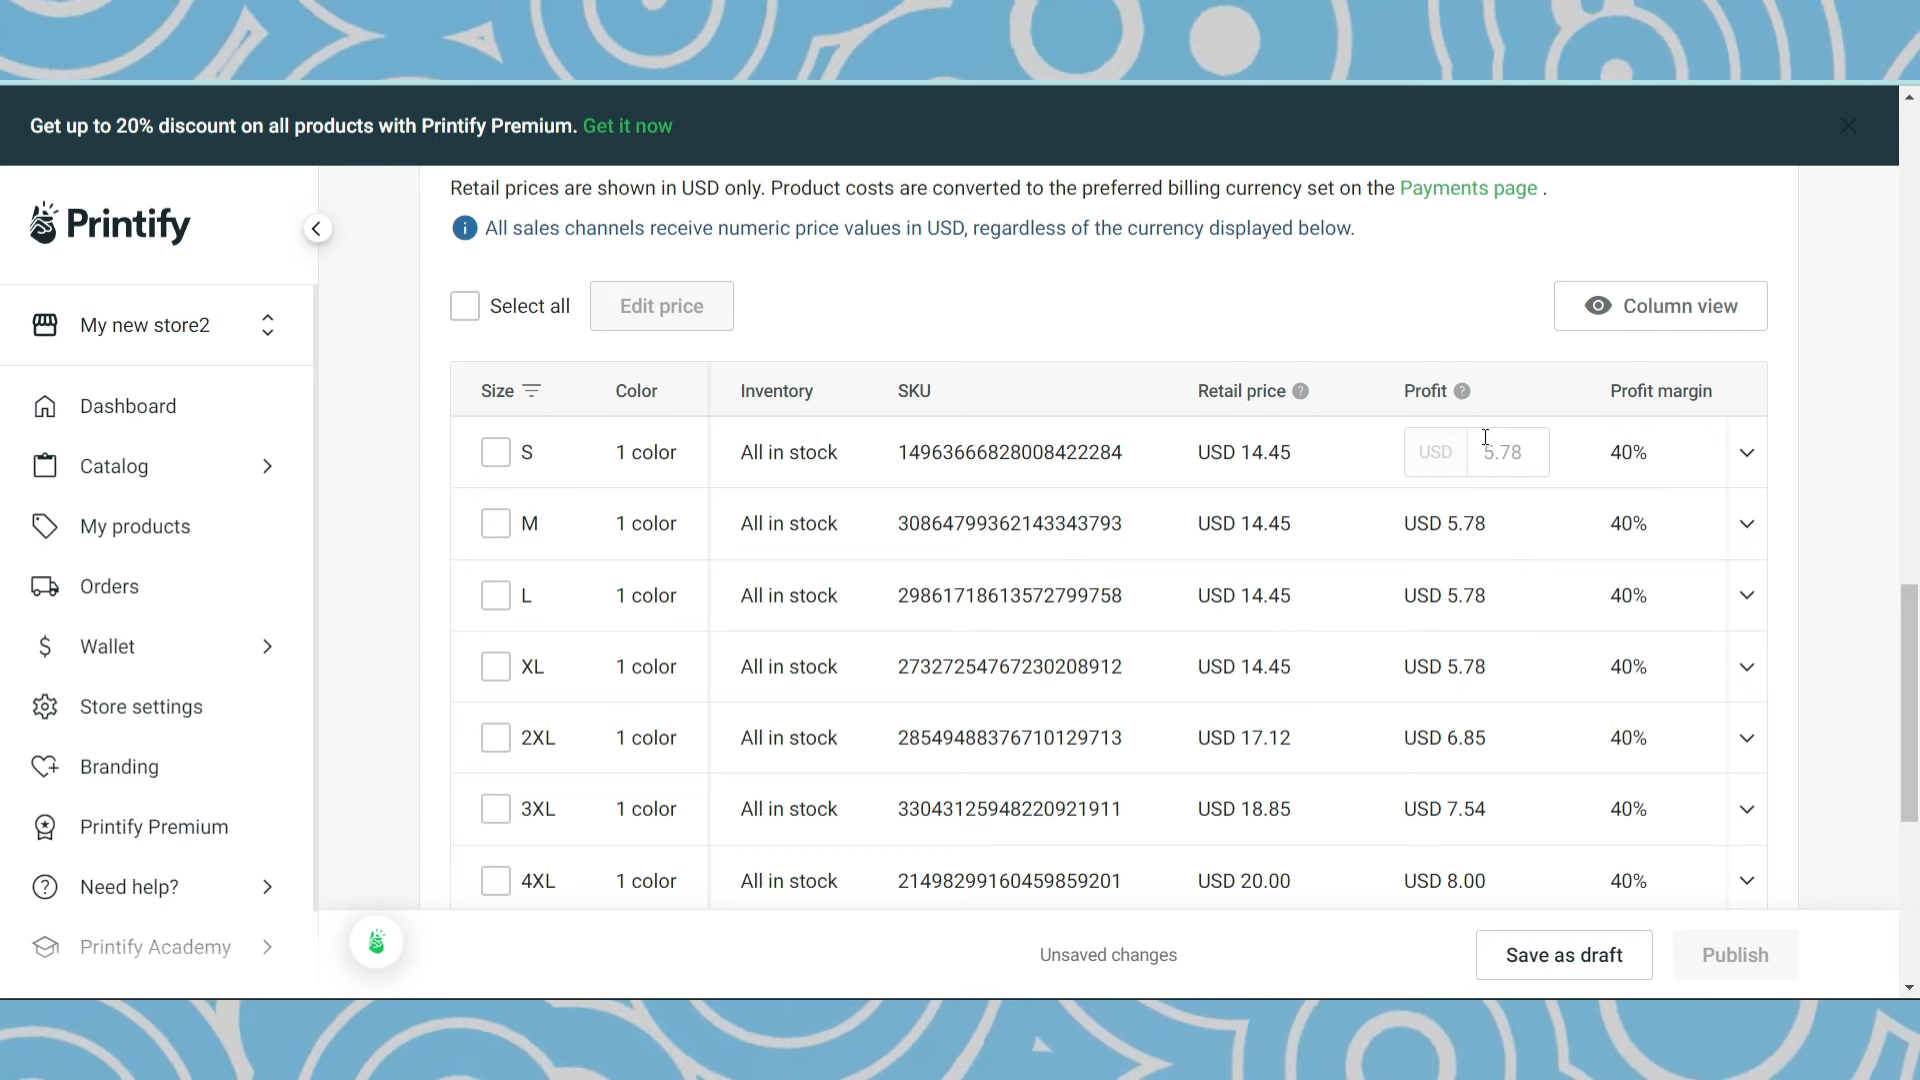 Get up to 20% discount on all products with Printify Premium. Get it now
Printify
My new store2
Dashboard
Catalog
My products
Orders
Wallet
Store settings
Branding
Printify Premium
Need help?
Printify Academy
Retail prices are shown in USD only. Product costs are converted to the preferred billing currency set on the Payments page .
All sales channels receive numeric price values in USD, regardless of the currency displayed below.
Select all Edit price Column view
Size Color Inventory SKU Retail price Profit Profit margin
S 1 color All in stock 14963666828008422284 USD 14.45 USD 5.78 40%
M 1 color All in stock 30864799362143343793 USD 14.45 USD 5.78 40%
L 1 color All in stock 29861718613572799758 USD 14.45 USD 5.78 40%
XL 1 color All in stock 27327254767230208912 USD 14.45 USD 5.78 40%
2XL 1 color All in stock 28549488376710129713 USD 17.12 USD 6.85 40%
3XL 1 color All in stock 33043125948220921911 USD 18.85 USD 7.54 40%
4XL 1 color All in stock 21498299160459859201 USD 20.00 USD 8.00 40%
Unsaved changes Save as draft Publish